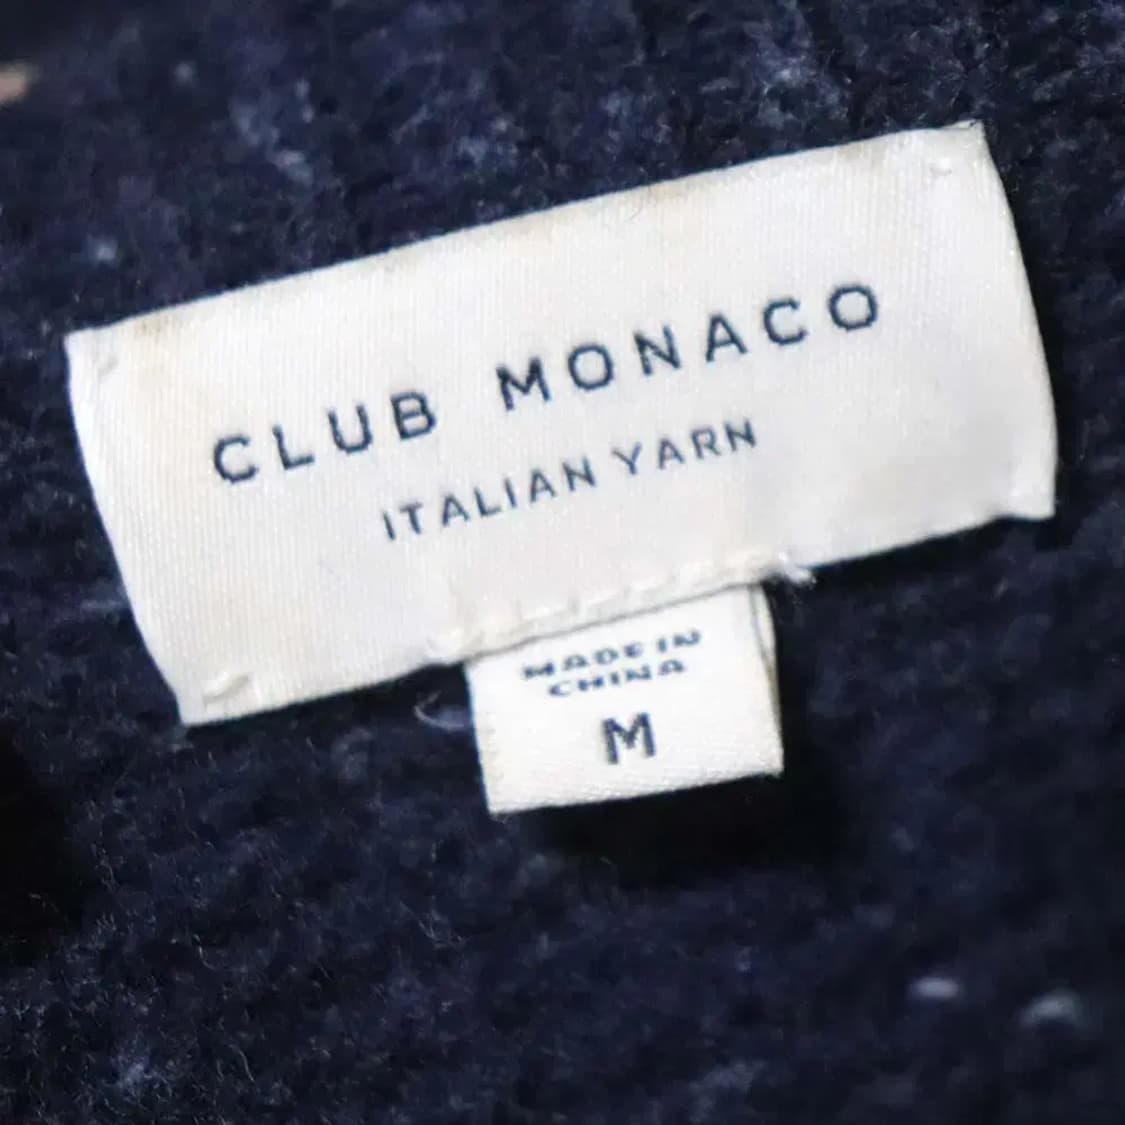 CLUB MONACO
ITALIAN YARN
MADE IN
CHINA
M